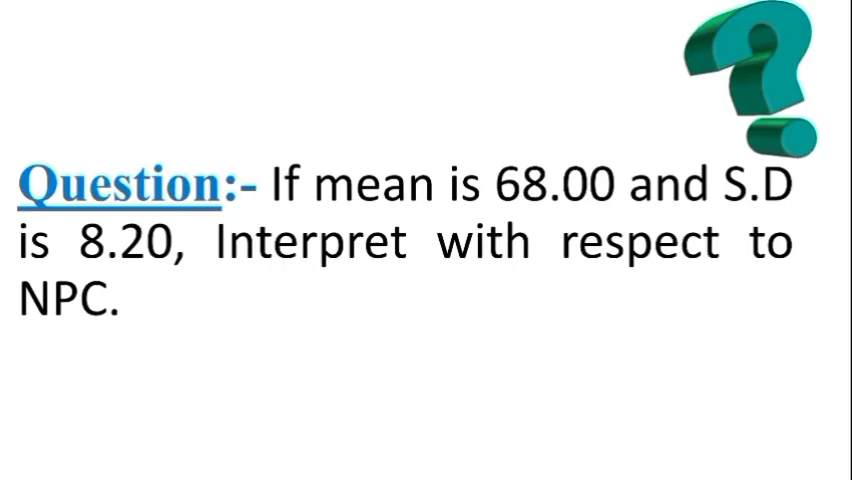 Question:- If mean is 68.00 and S.D
is 8.20, Interpret with respect to
NPC.